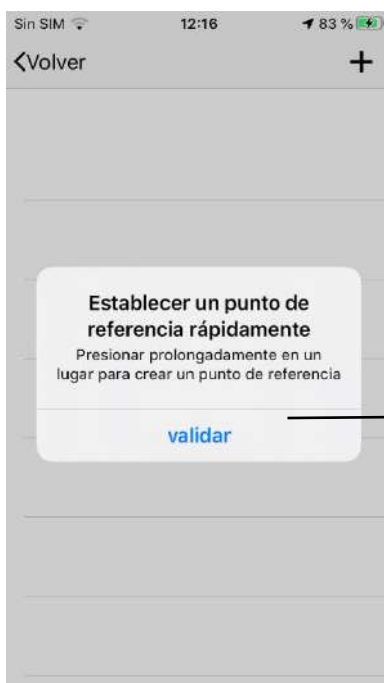 Sin SIM 12:16 83 %
Volver +
Establecer un punto de
referencia rápidamente
Presionar prolongadamente en un
lugar para crear un punto de referencia
validar